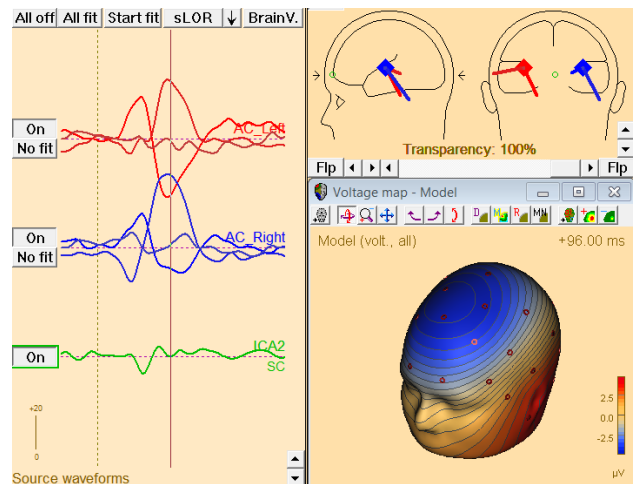 All off All fit Start fit sLOR ↓ BrainV.
On
AC_Left
No fit
On
AC_Right
No fit
On
ICA2
SC
+20
0
Source waveforms
Transparency: 100%
Flp Flp
Voltage map - Model
D M R MN
Model (volt., all) +96.00 ms
2.5
0.0
-2.5
µV